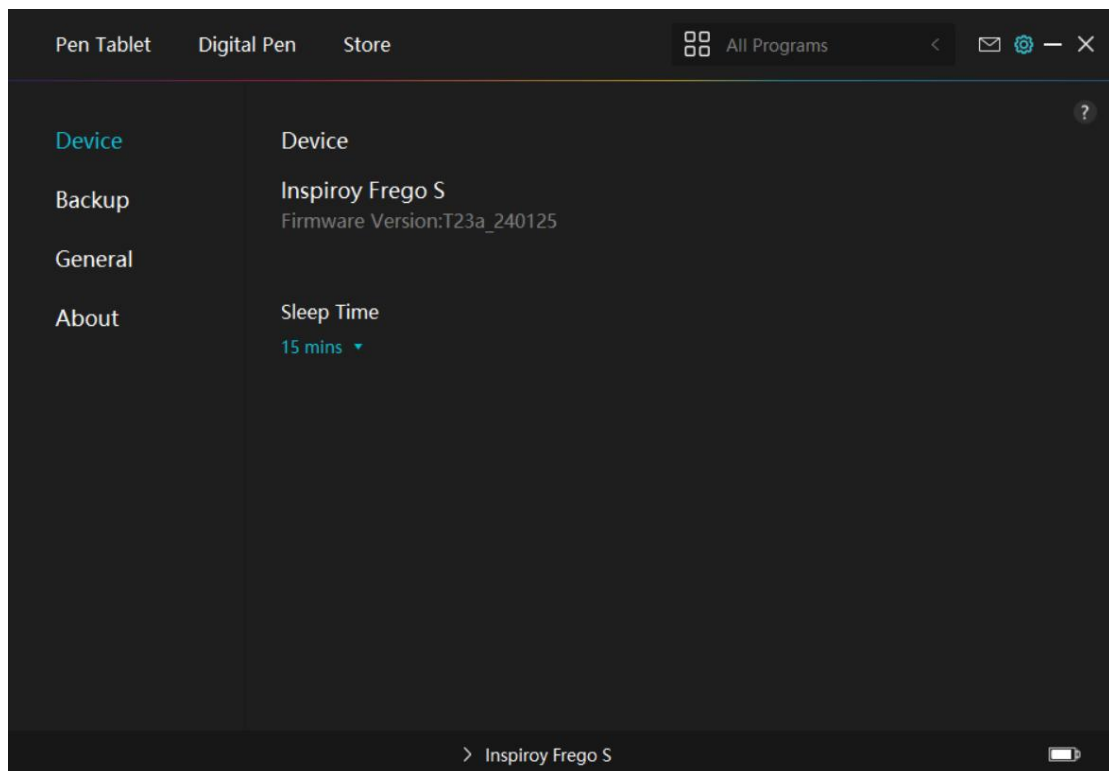 Pen Tablet Digital Pen Store All Programs
?
Device
Backup
General
About
Device
Inspiroy Frego S
Firmware Version:T23a_240125
Sleep Time
15 mins
Inspiroy Frego S